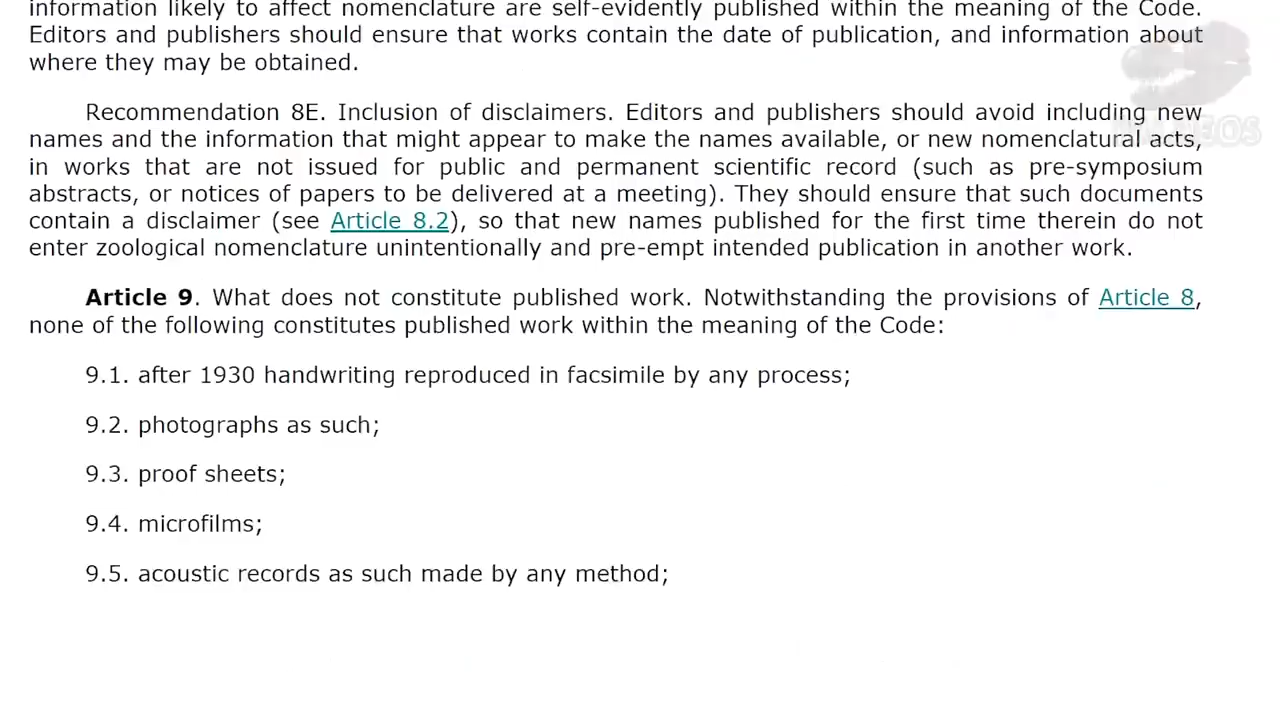 information likely to affect nomenclature are self-evidently published within the meaning of the Code.
Editors and publishers should ensure that works contain the date of publication, and information about
where they may be obtained.
Recommendation 8E. Inclusion of disclaimers. Editors and publishers should avoid including new
names and the information that might appear to make the names available, or new nomenclatural acts,
in works that are not issued for public and permanent scientific record (such as pre-symposium
abstracts, or notices of papers to be delivered at a meeting). They should ensure that such documents
contain a disclaimer (see Article 8.2), so that new names published for the first time therein do not
enter zoological nomenclature unintentionally and pre-empt intended publication in another work.
Article 9. What does not constitute published work. Notwithstanding the provisions of Article 8,
none of the following constitutes published work within the meaning of the Code:
9.1. after 1930 handwriting reproduced in facsimile by any process;
9.2. photographs as such;
9.3. proof sheets;
9.4. microfilms;
9.5. acoustic records as such made by any method;